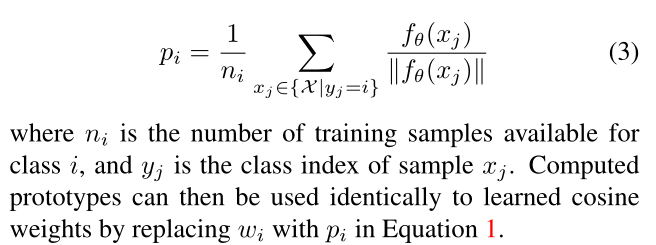 p_i = \frac{1}{n_i} \sum_{x_j \in \{\mathcal{X} | y_j = i\}} \frac{f_\theta(x_j)}{\|f_\theta(x_j)\|} (3)
where n_i is the number of training samples available for
class i, and y_j is the class index of sample x_j. Computed
prototypes can then be used identically to learned cosine
weights by replacing w_i with p_i in Equation 1.